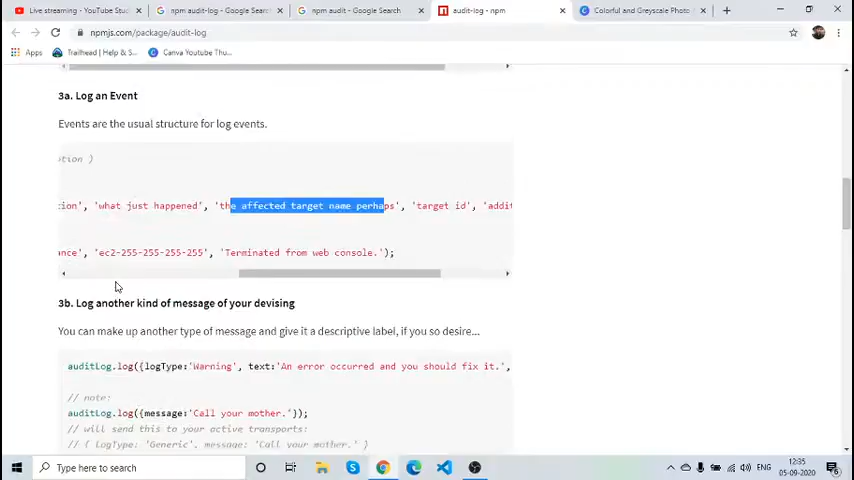 Live streaming - YouTube Stu
npm audit-log - Google Search
npm audit - Google Search
audit-log - npm
Colorful and Greyscale Photo
npmjs.com/package/audit-log
Apps
Trailhead | Help & S...
Canva Youtube Thu...
3a. Log an Event
Events are the usual structure for log events.
ption )
ion', 'what just happened', 'the affected target name perhaps', 'target id', 'addit
nce', 'ec2-255-255-255-255', 'Terminated from web console.');
3b. Log another kind of message of your devising
You can make up another type of message and give it a descriptive label, if you so desire...
auditLog.log({logType:'Warning', text:'An error occurred and you should fix it.',
// note:
auditLog.log({message:'Call your mother.'});
// will send this to your active transports:
// { logType: 'Generic', message: 'Call your mother.' }
Type here to search
ENG
12:35
05-09-2020
6